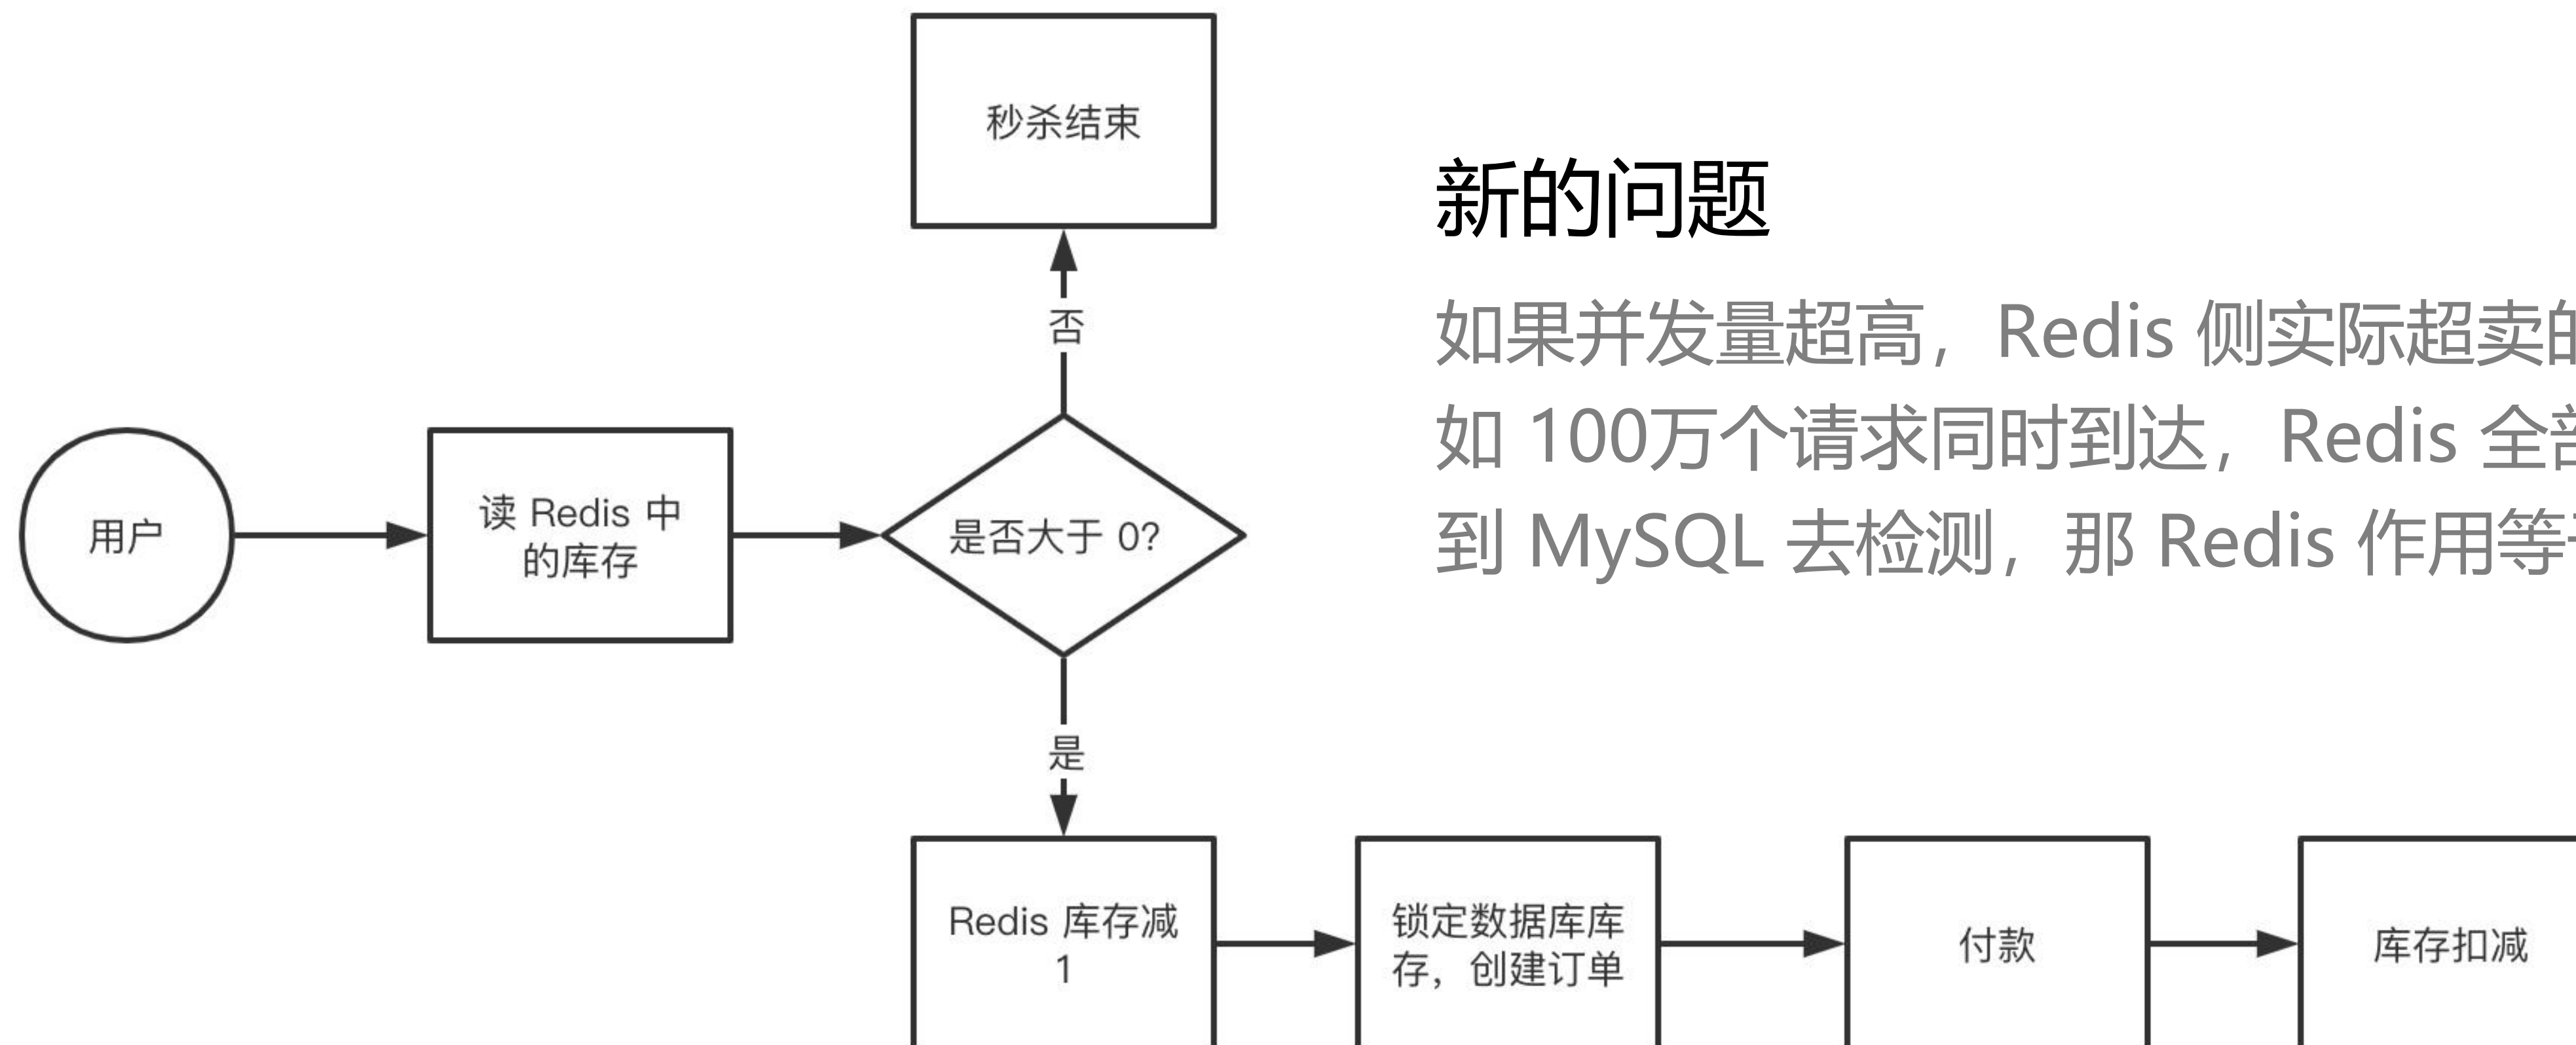 秒杀结束
新的问题
如果并发量超高，Redis 侧实际超卖的
否
如 100万个请求同时到达，Redis 全部
到 MySQL 去检测，那 Redis 作用等
用户
读 Redis 中
的库存
是否大于 0?
是
Redis 库存减
1
锁定数据库库
存，创建订单
付款
库存扣减